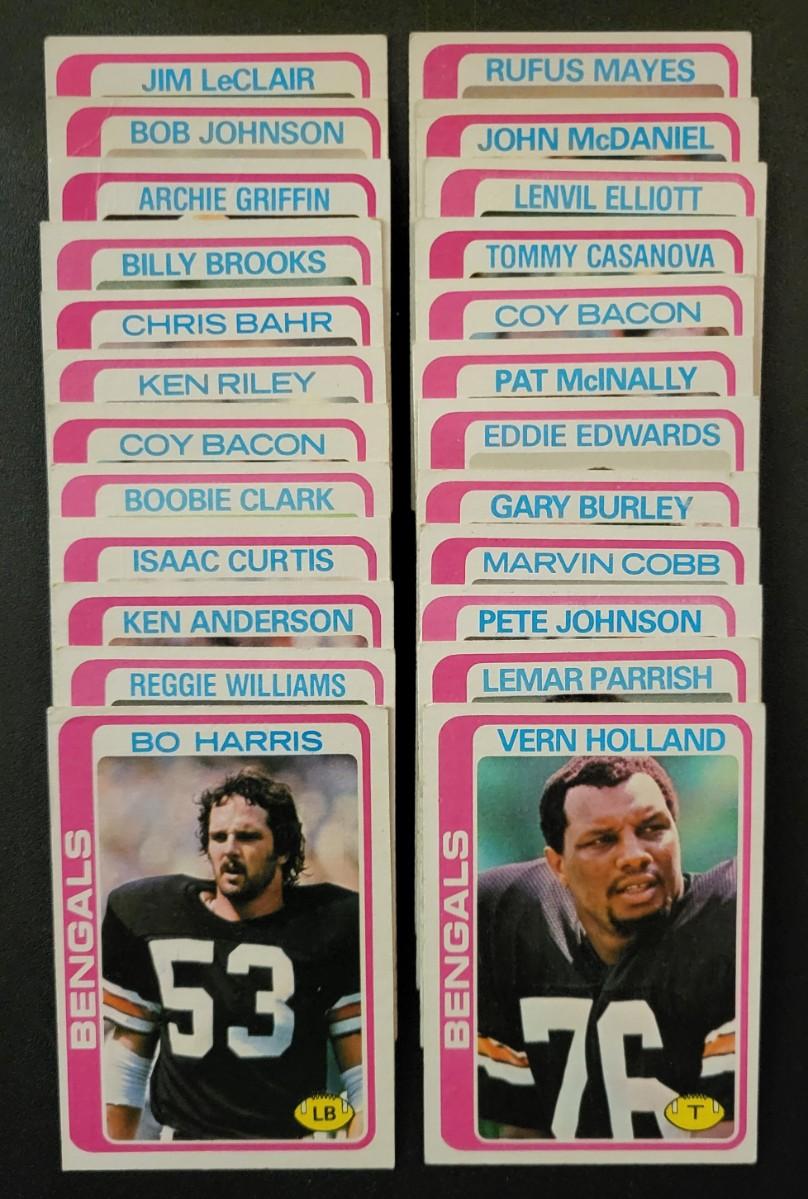 JIM LeCLAIR
BOB JOHNSON
ARCHIE GRIFFIN
BILLY BROOKS
CHRIS BAHR
KEN RILEY
COY BACON
BOOBIE CLARK
ISAAC CURTIS
KEN ANDERSON
REGGIE WILLIAMS
BO HARRIS
BENGALS
53
LB
RUFUS MAYES
JOHN McDANIEL
LENVIL ELLIOTT
TOMMY CASANOVA
COY BACON
PAT McINALLY
EDDIE EDWARDS
GARY BURLEY
MARVIN COBB
PETE JOHNSON
LEMAR PARRISH
VERN HOLLAND
BENGALS
76
T